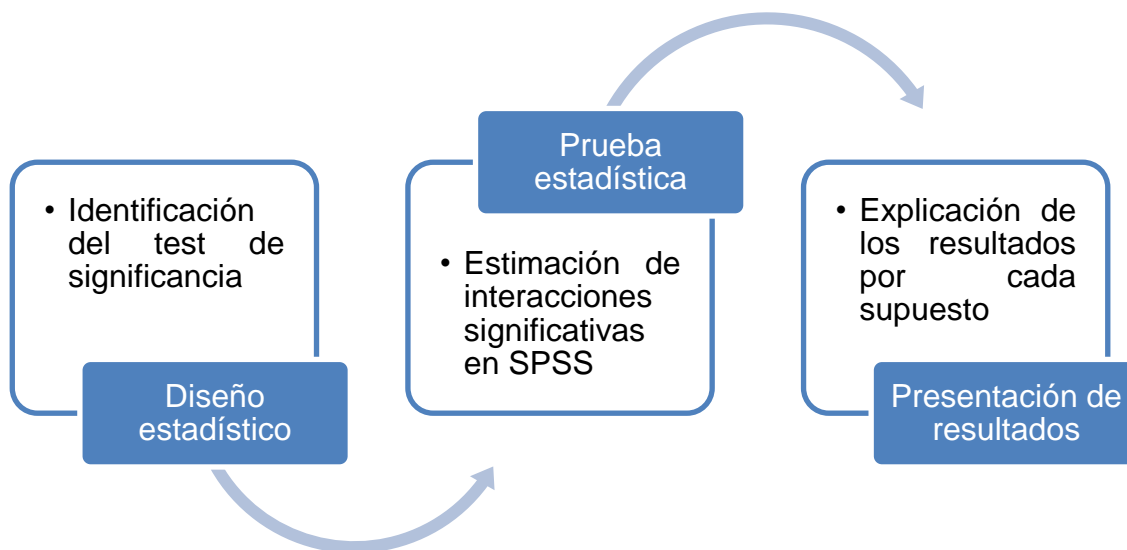 • Identificación
del test de
significancia
Diseño
estadístico
Prueba
estadística
• Estimación de
interacciones
significativas
en SPSS
• Explicación de
los resultados
por cada
supuesto
Presentación de
resultados